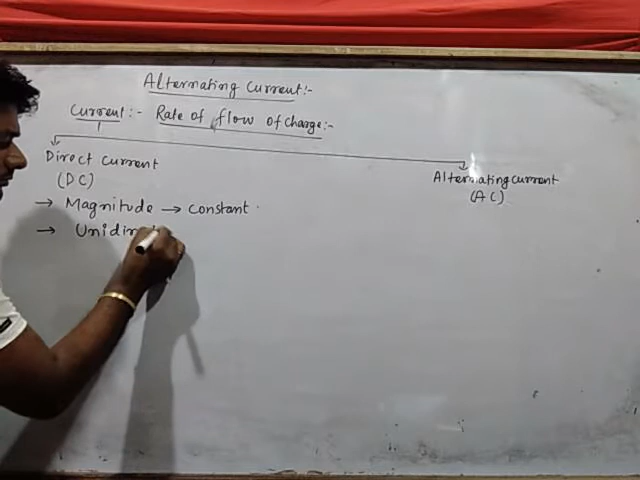 Alternating Current:-
Current:- Rate of flow of charge:-
Direct Current
(DC)
Alternating current
(AC)
→ Magnitude → constant
→ Unidir